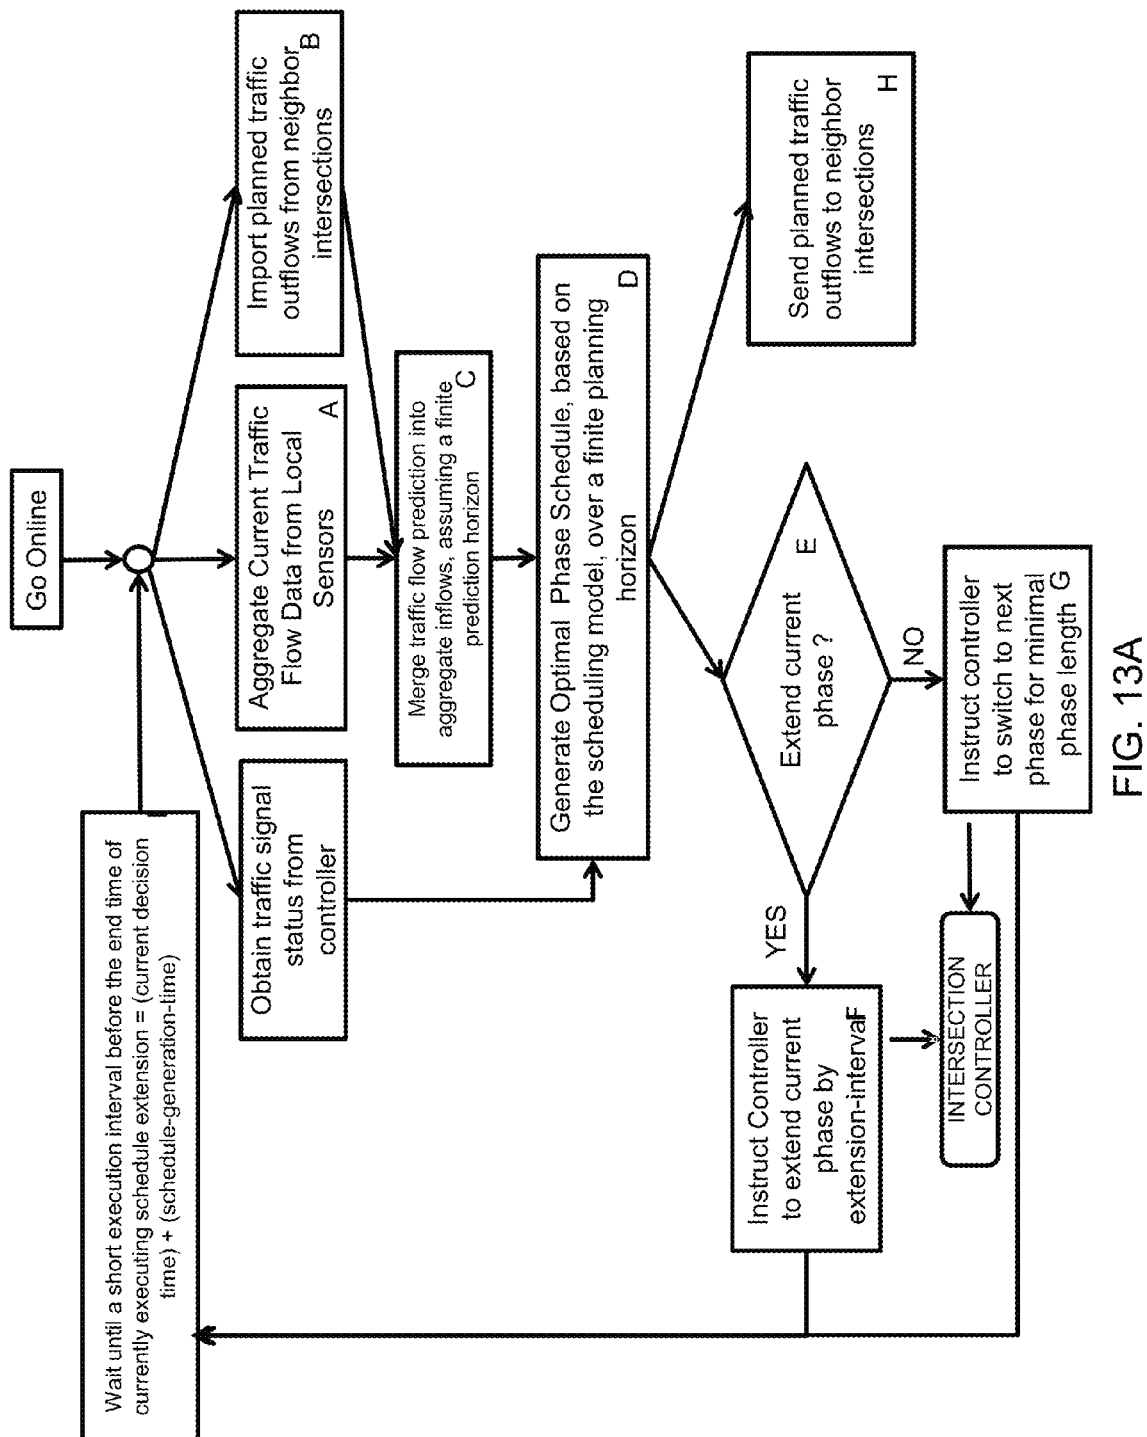 Go Online
Wait until a short execution interval before the end time of
currently executing schedule extension = (current decision
time) + (schedule-generation-time)
Obtain traffic signal
status from
controller
Aggregate Current Traffic
Flow Data from Local
Sensors
A
Import planned traffic
outflows from neighbor
intersections
B
Merge traffic flow prediction into
aggregate inflows, assuming a finite
prediction horizon
C
Generate Optimal Phase Schedule, based on
the scheduling model, over a finite planning
horizon
D
Extend current
phase ?
E
YES
NO
Instruct Controller
to extend current
phase by
extension-interval
F
Instruct controller
to switch to next
phase for minimal
phase length
G
INTERSECTION
CONTROLLER
Send planned traffic
outflows to neighbor
intersections
H
FIG. 13A